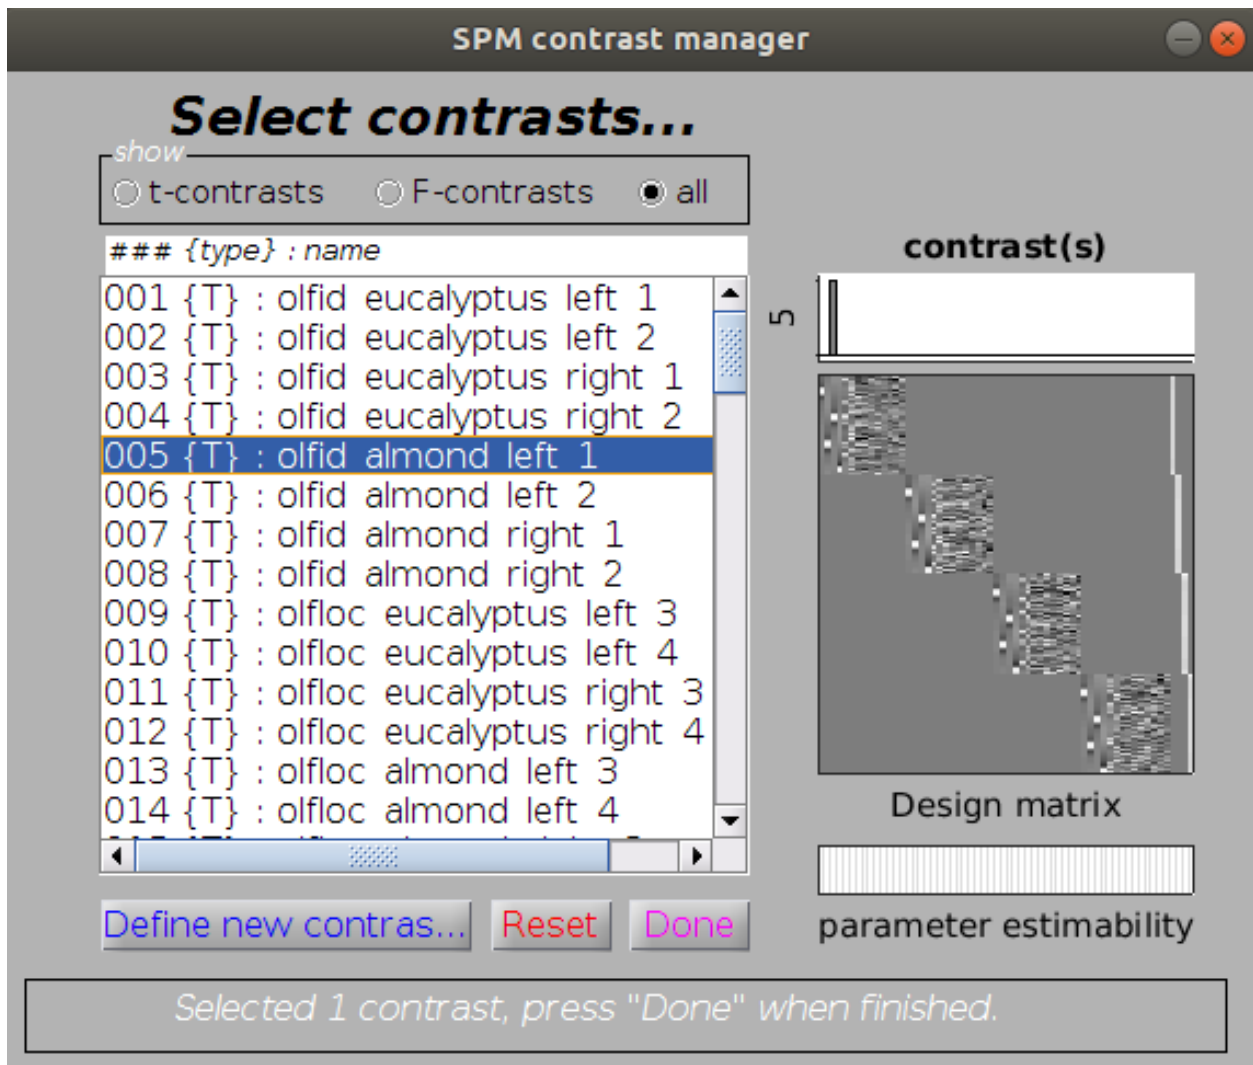 SPM contrast manager
Select contrasts...
show
t-contrasts F-contrasts all
### {type} : name
001 {T} : olfid eucalyptus left 1
002 {T} : olfid eucalyptus left 2
003 {T} : olfid eucalyptus right 1
004 {T} : olfid eucalyptus right 2
005 {T} : olfid almond left 1
006 {T} : olfid almond left 2
007 {T} : olfid almond right 1
008 {T} : olfid almond right 2
009 {T} : olfloc eucalyptus left 3
010 {T} : olfloc eucalyptus left 4
011 {T} : olfloc eucalyptus right 3
012 {T} : olfloc eucalyptus right 4
013 {T} : olfloc almond left 3
014 {T} : olfloc almond left 4
contrast(s)
5
Design matrix
parameter estimability
Define new contras... Reset Done
Selected 1 contrast, press "Done" when finished.